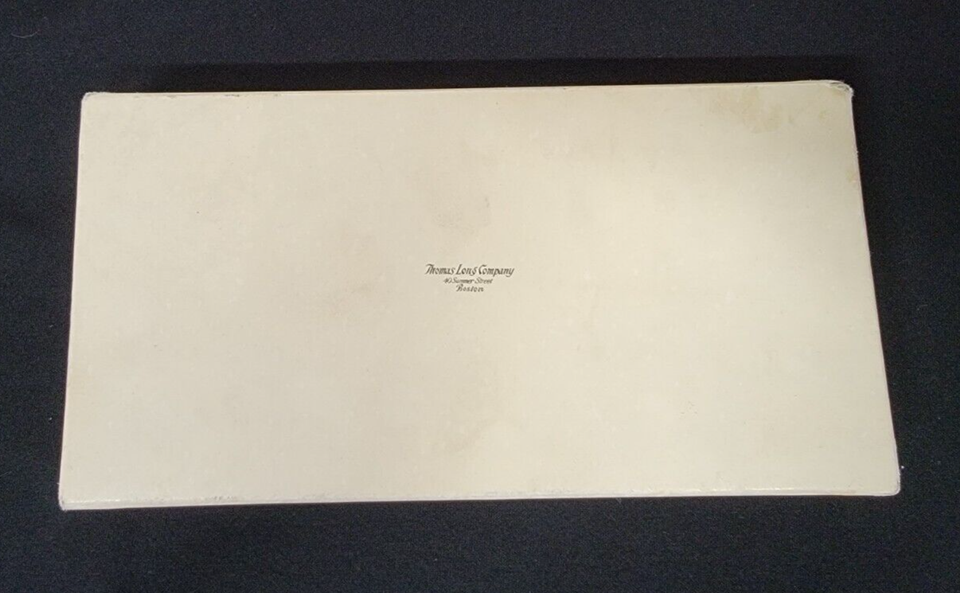 Thomas Long Company
40 Summer Street
Boston